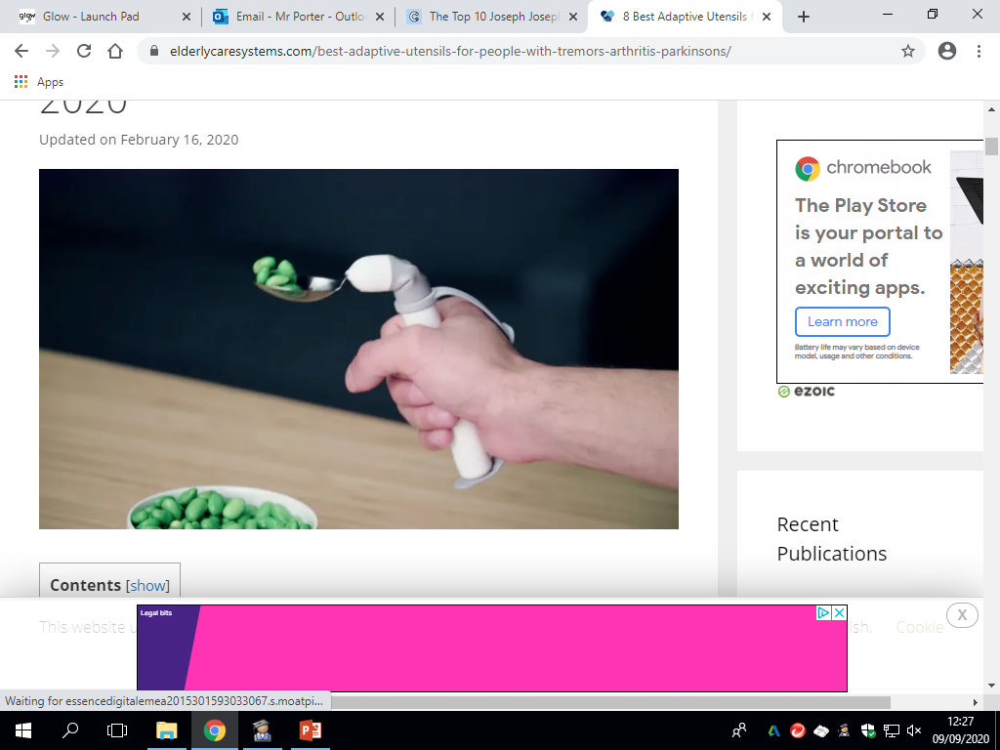 glow
Glow - Launch Pad
Email - Mr Porter - Outlo
The Top 10 Joseph Joseph
8 Best Adaptive Utensils f
elderlycaresystems.com/best-adaptive-utensils-for-people-with-tremors-arthritis-parkinsons/
Apps
2020
Updated on February 16, 2020
chromebook
The Play Store
is your portal to
a world of
exciting apps.
Learn more
Battery life may vary based on device
model, usage and other conditions.
ezoic
Recent
Publications
Contents [show]
This website u
ish.
Cookie
X
Legal bits
Waiting for essencedigitalemea2015301593033067.s.moatpi...
12:27
09/09/2020